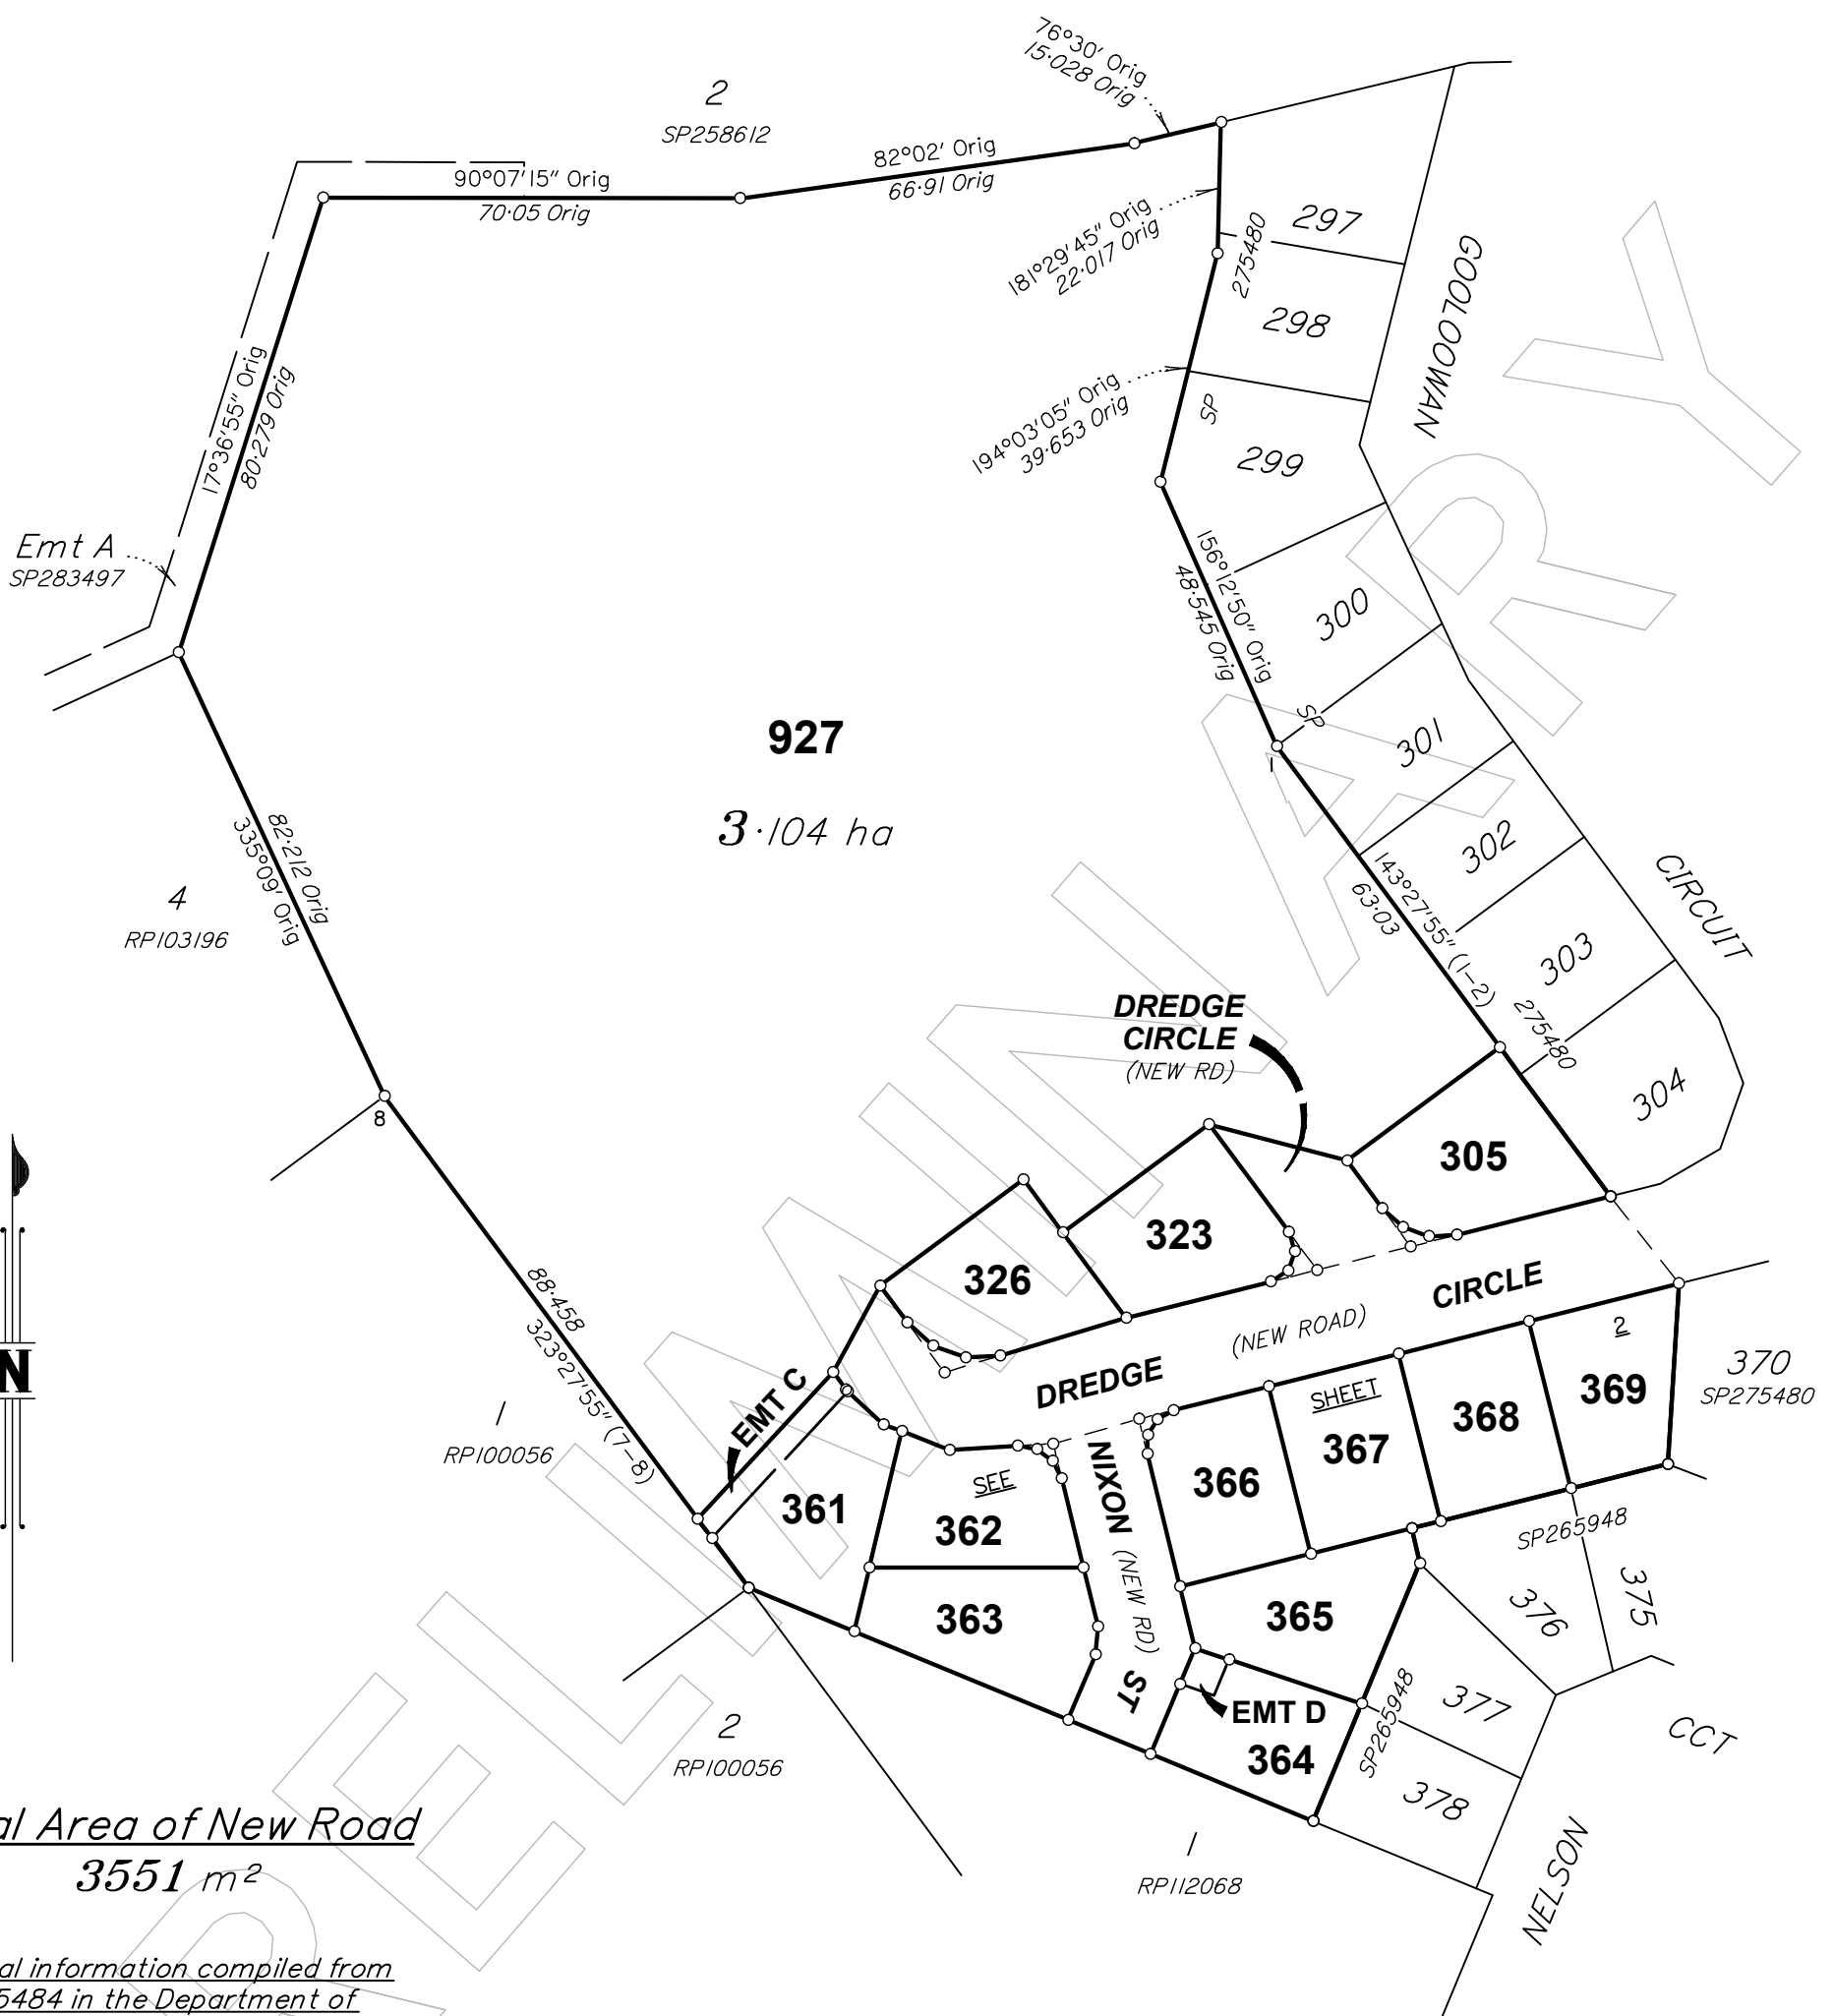 76°30' Orig
15·028 Orig
2
SP258612
82°02' Orig
66·91 Orig
90°07'15" Orig
70·05 Orig
181°29'45" Orig
22·017 Orig
275480
297
GOOLOOWAN
298
17°36'55" Orig
80·279 Orig
194°03'05" Orig
39·653 Orig
SP
299
Emt A
SP283497
156°12'50" Orig
48·545 Orig
300
SP
1
301
927
3·104 ha
302
82·212 Orig
335°09' Orig
4
RP103196
143°27'55" (1-2)
63·03
CIRCUIT
303
275480
304
DREDGE
CIRCLE
(NEW RD)
8
305
323
326
CIRCLE
(NEW ROAD)
DREDGE
88·458
323°27'55" (7-8)
N
2
369
370
SP275480
SHEET
368
367
EMT C
1
RP100056
366
NIXON
(NEW RD)
ST
SEE
361
362
SP265948
363
365
376
375
SP265948
377
EMT D
364
CCT
2
RP100056
378
al Area of New Road
3551 m²
1
RP112068
NELSON
al information compiled from
5484 in the Department of
PRELIMINARY